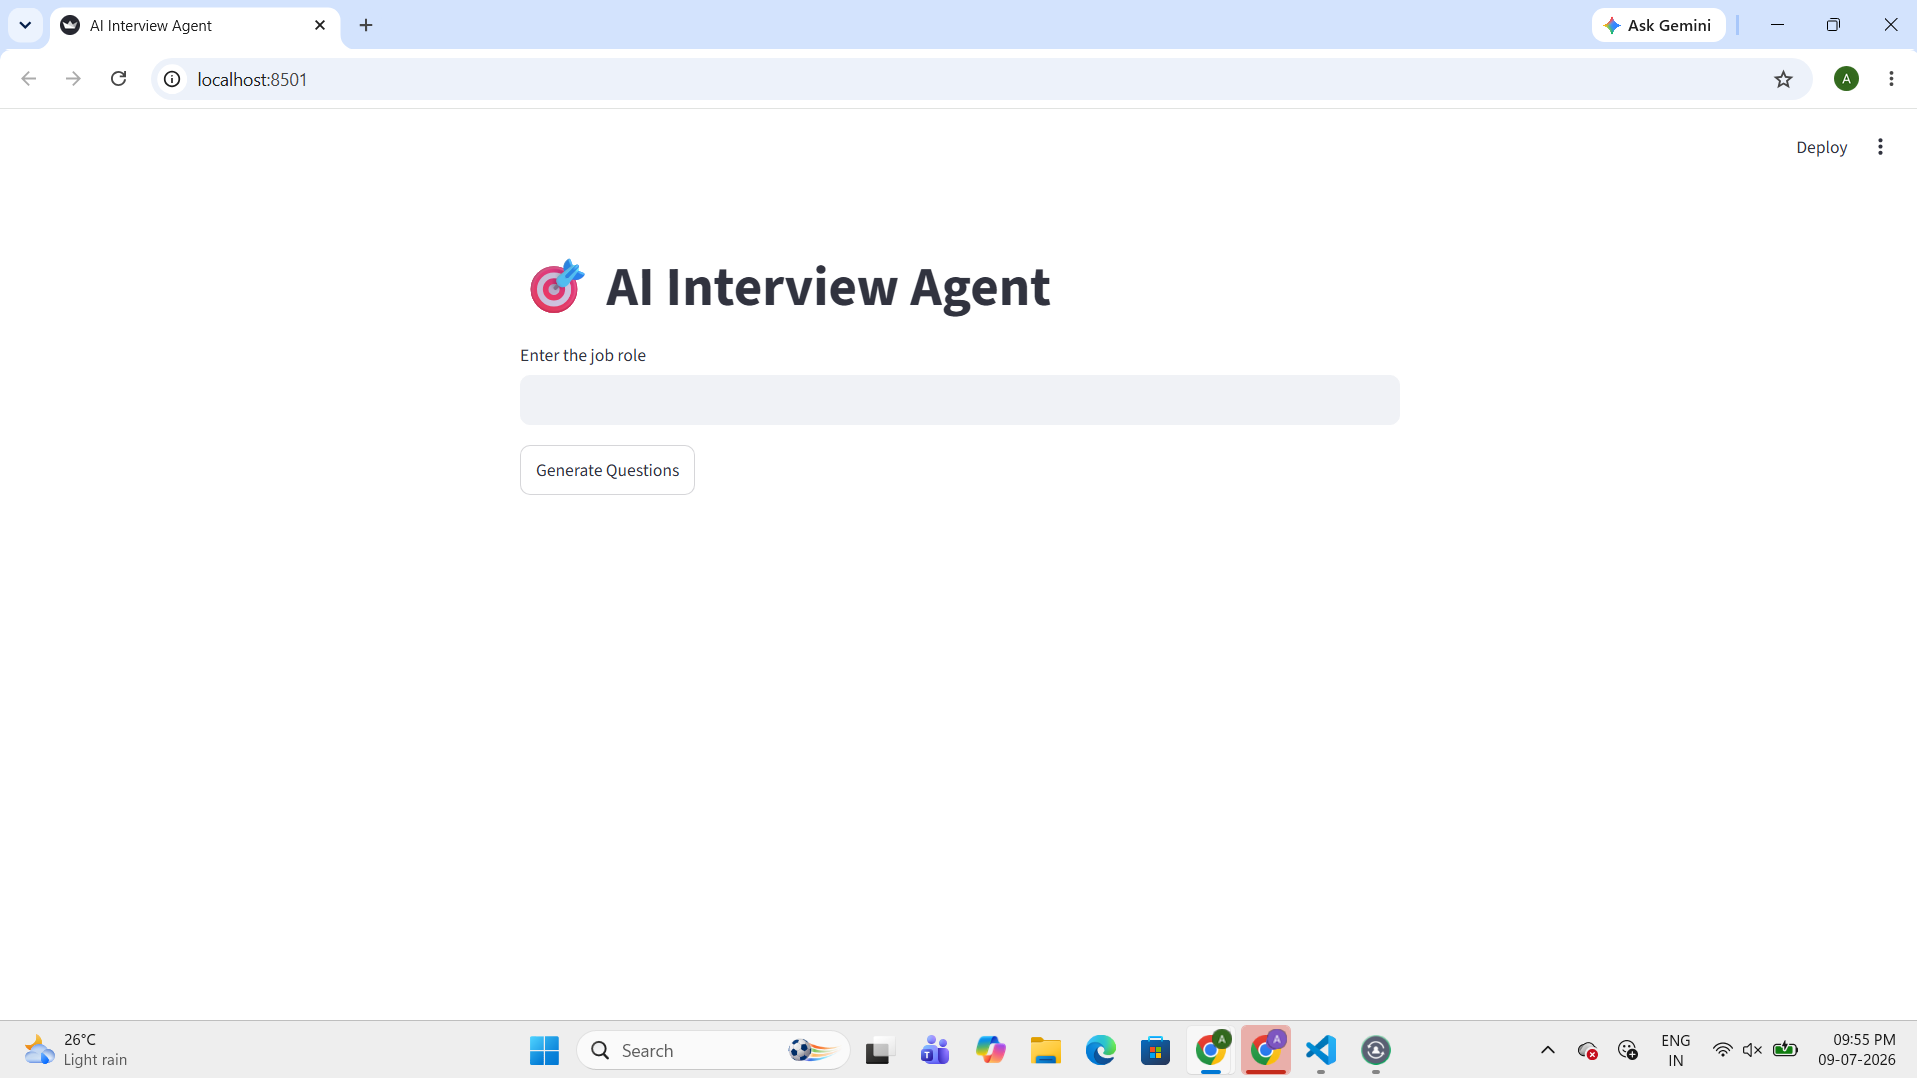 AI Interview Agent
Ask Gemini
localhost:8501
A
Deploy
AI Interview Agent
Enter the job role
Generate Questions
26°C
Light rain
Search
A
A
ENG
IN
09:55 PM
09-07-2026